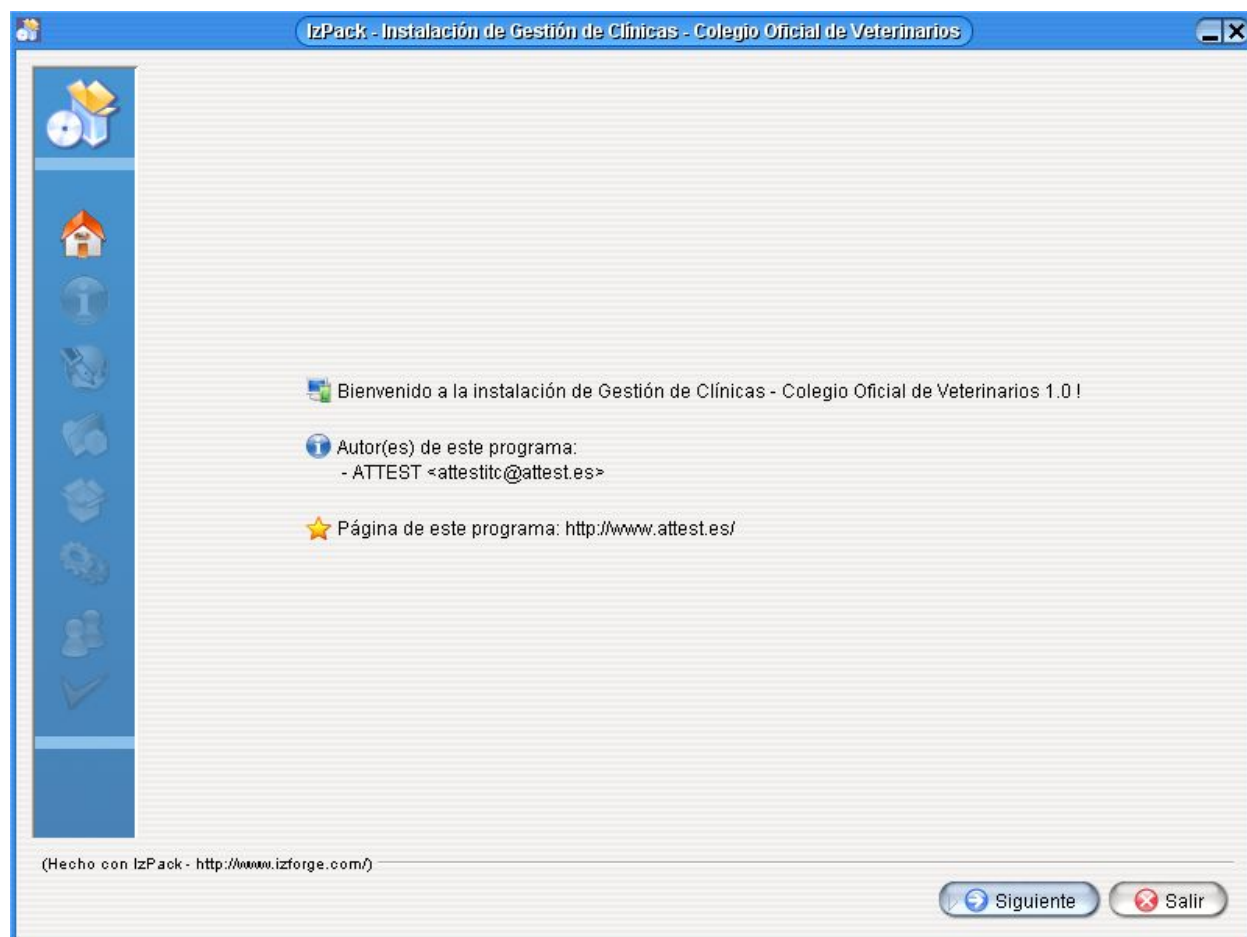 IzPack - Instalación de Gestión de Clínicas - Colegio Oficial de Veterinarios
Bienvenido a la instalación de Gestión de Clínicas - Colegio Oficial de Veterinarios 1.0 !
Autor(es) de este programa:
- ATTEST <attestitc@attest.es>
Página de este programa: http://www.attest.es/
(Hecho con IzPack - http://www.izforge.com/)
Siguiente
Salir